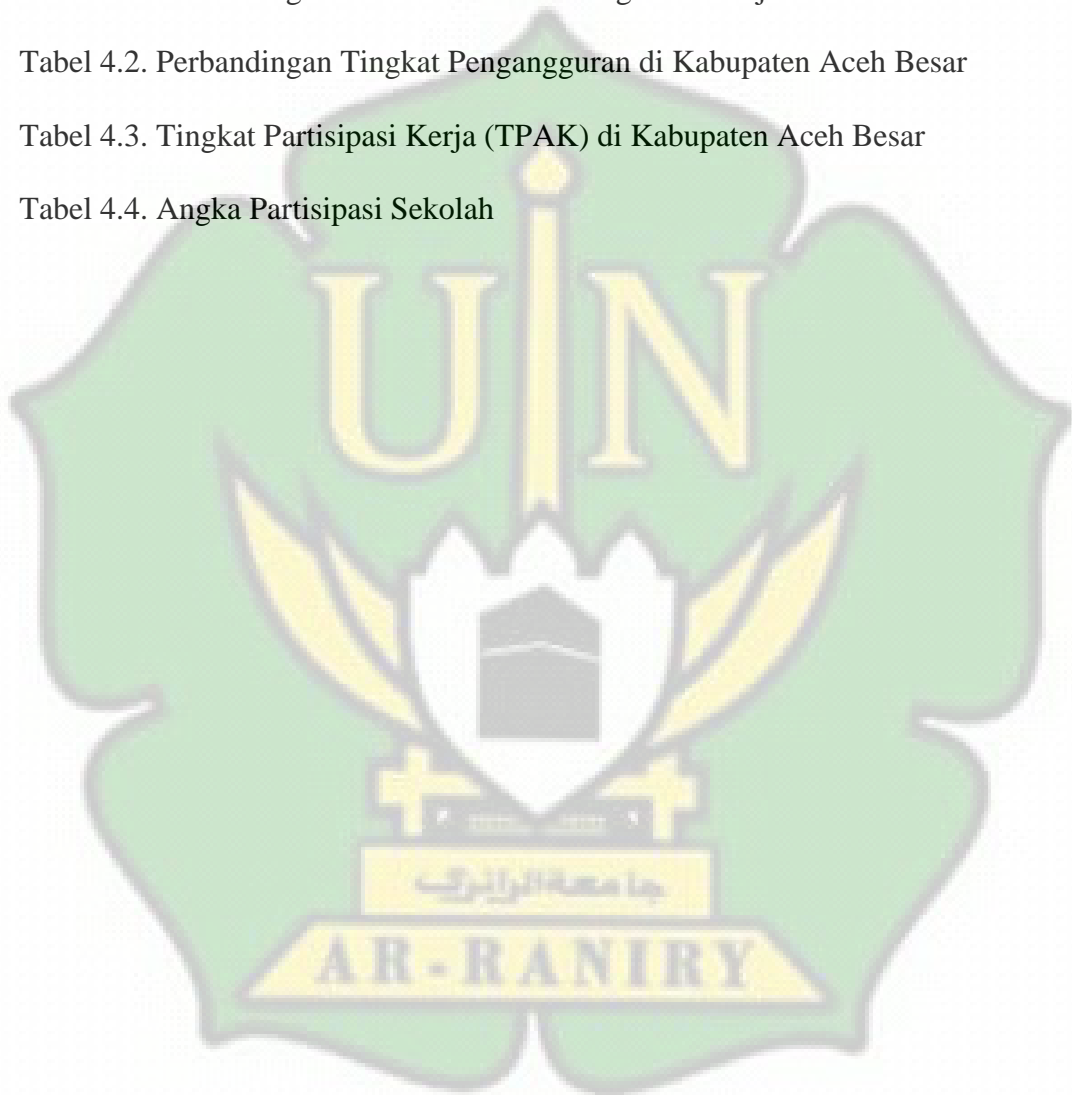 Tabel 4.2. Perbandingan Tingkat Pengangguran di Kabupaten Aceh Besar
Tabel 4.3. Tingkat Partisipasi Kerja (TPAK) di Kabupaten Aceh Besar
Tabel 4.4. Angka Partisipasi Sekolah
UIN
جامعة الرانري
AR-RANIRY